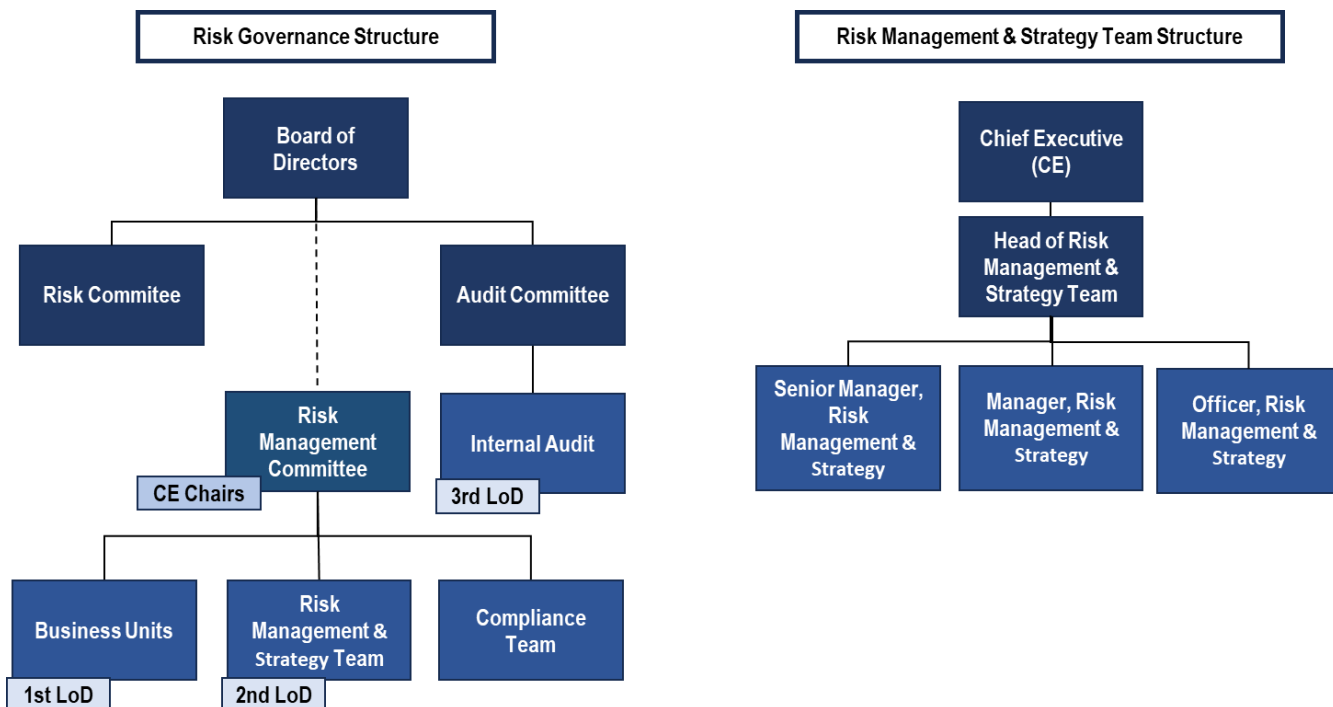 Risk Governance Structure
Risk Management & Strategy Team Structure
Board of
Directors
Risk Commitee
Audit Committee
Risk
Management
Committee
CE Chairs
Internal Audit
3rd LoD
Business Units
1st LoD
Risk
Management &
Strategy Team
2nd LoD
Compliance
Team
Chief Executive
(CE)
Head of Risk
Management &
Strategy Team
Senior Manager,
Risk
Management &
Strategy
Manager, Risk
Management &
Strategy
Officer, Risk
Management &
Strategy